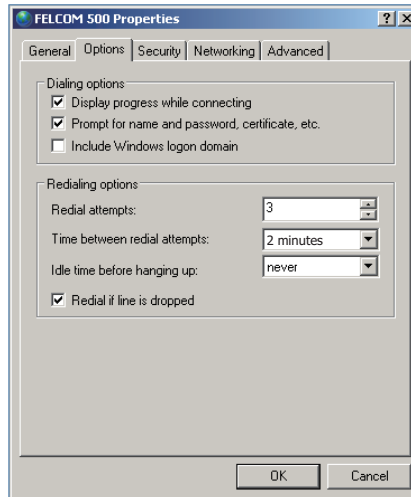 FELCOM 500 Properties
General Options Security Networking Advanced
Dialing options
Display progress while connecting
Prompt for name and password, certificate, etc.
Include Windows logon domain
Redialing options
Redial attempts: 3
Time between redial attempts: 2 minutes
Idle time before hanging up: never
Redial if line is dropped
OK Cancel